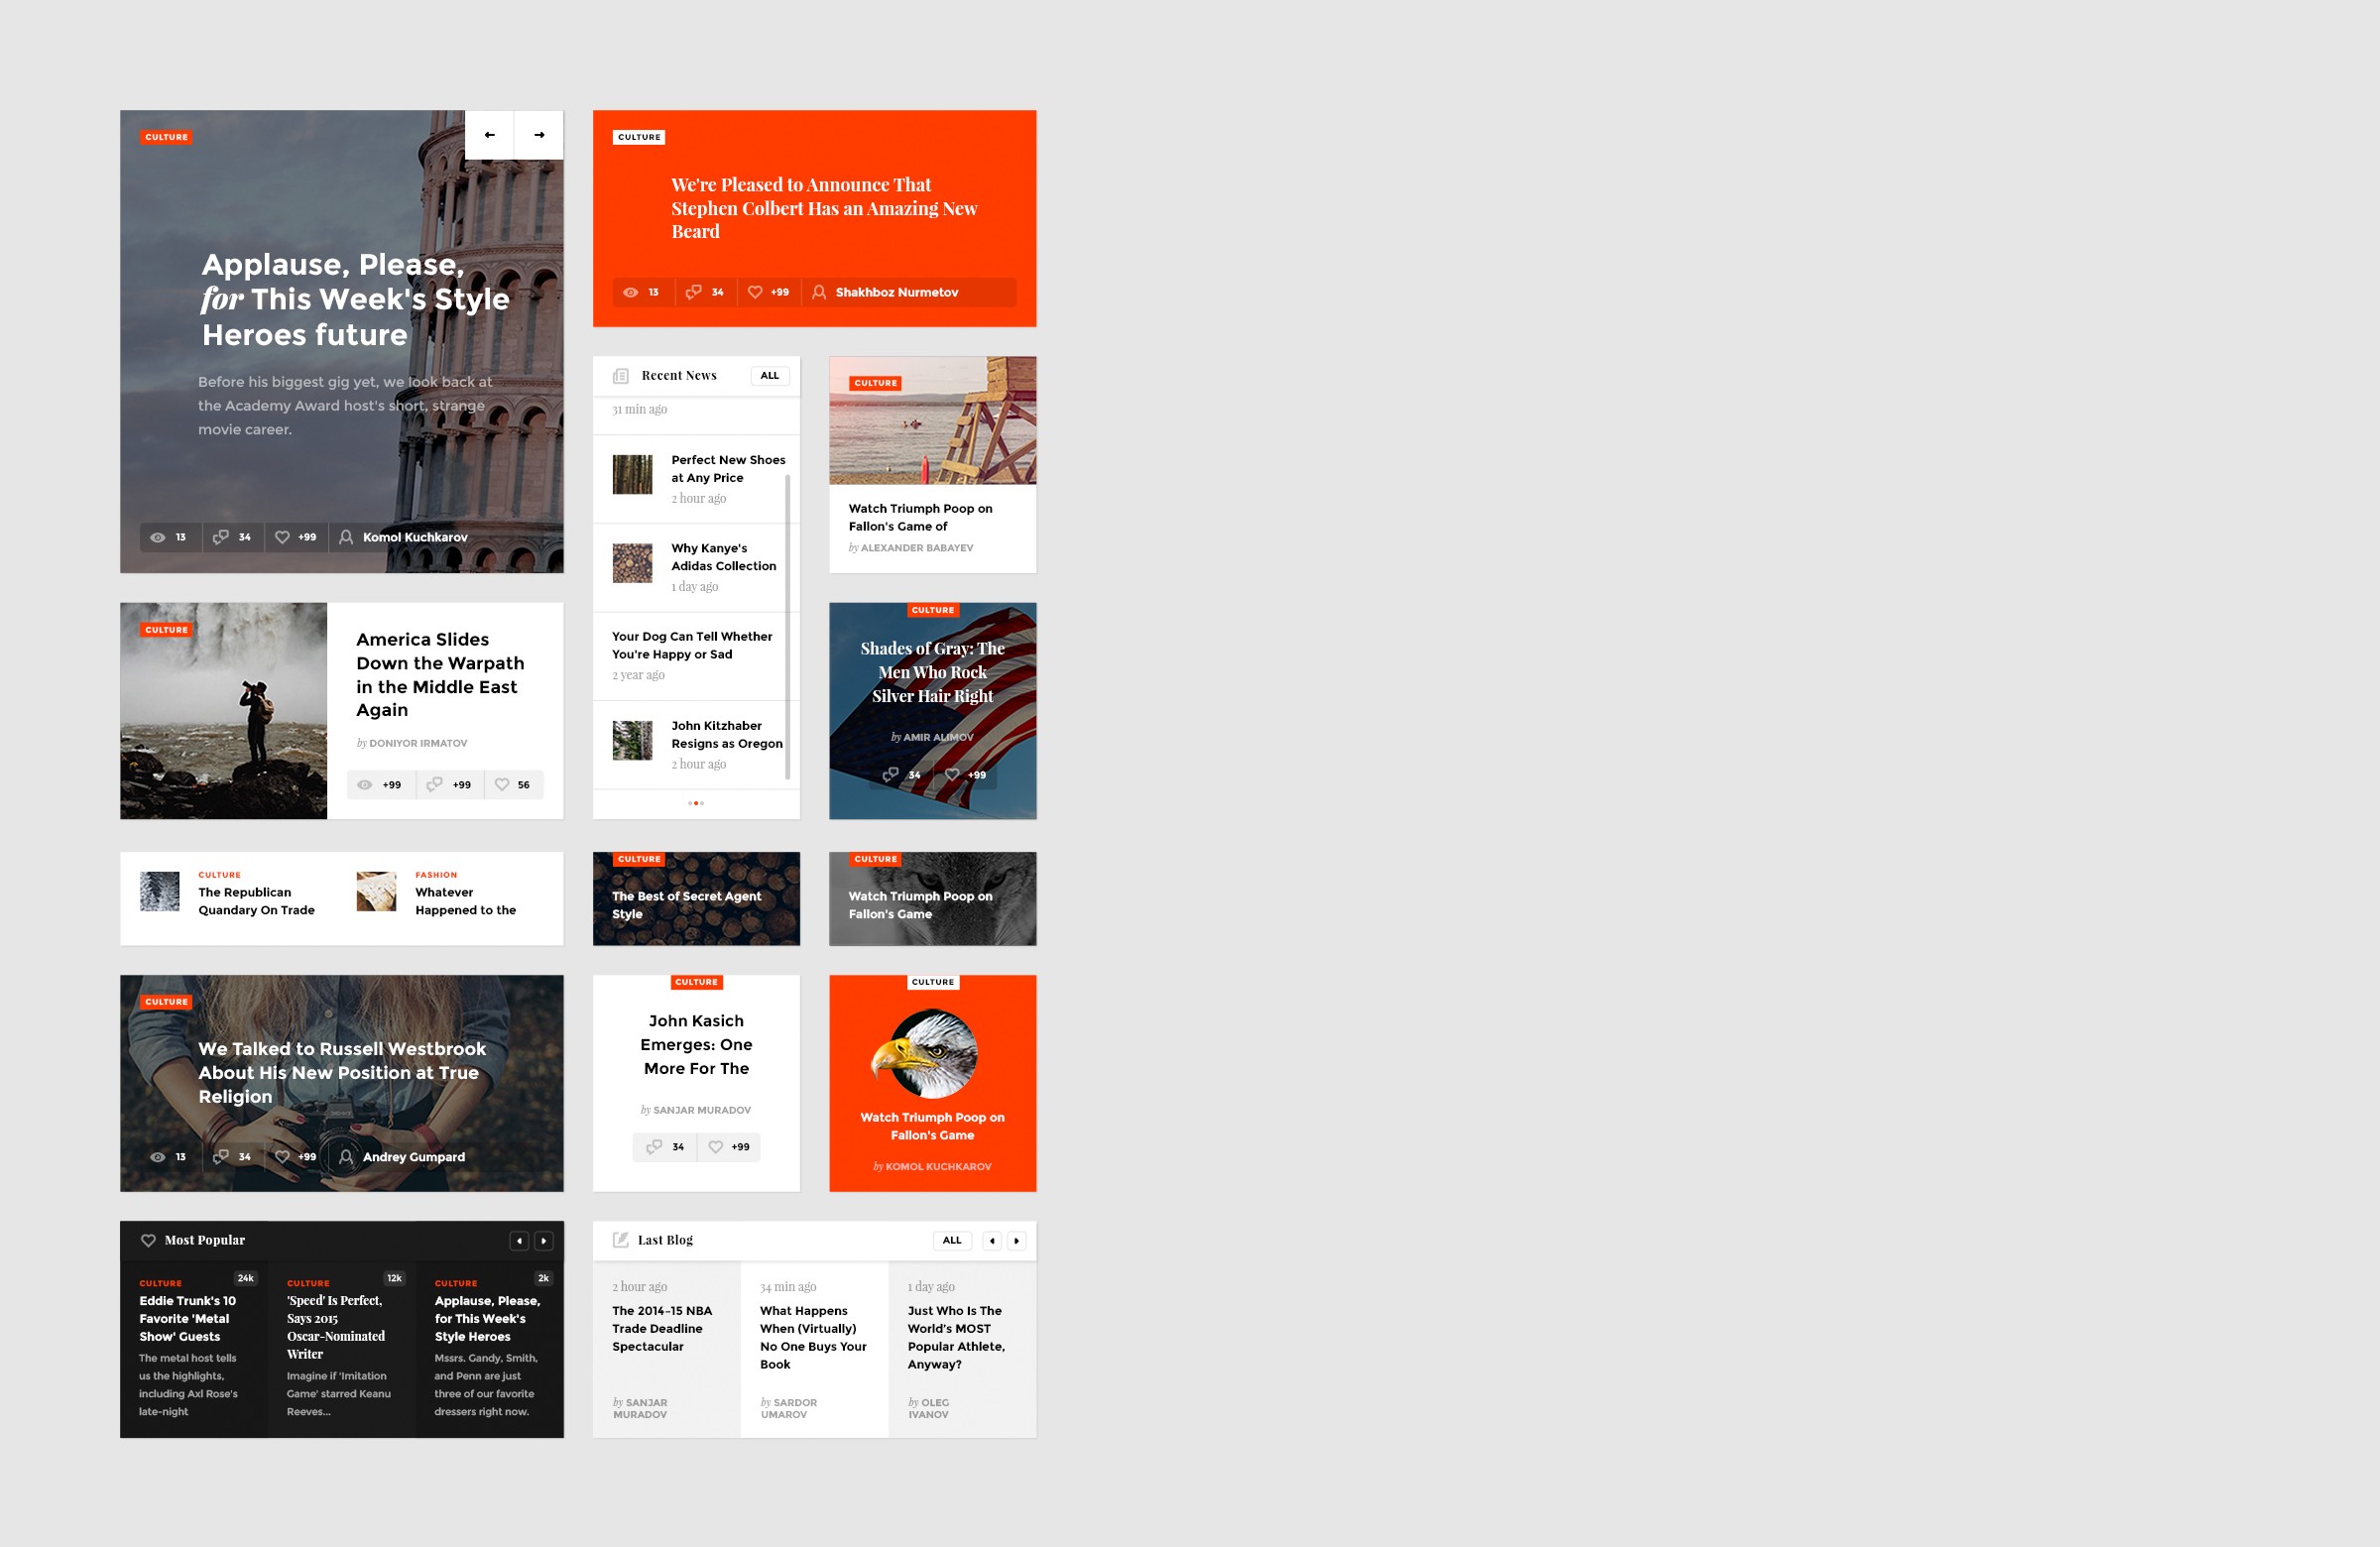 CULTURE
Applause, Please,
for This Week's Style
Heroes future
Before his biggest gig yet, we look back at
the Academy Award host's short, strange
movie career.
13 34 +99 Komol Kuchkarov
CULTURE
We're Pleased to Announce That
Stephen Colbert Has an Amazing New
Beard
13 34 +99 Shakhboz Nurmetov
Recent News ALL
31 min ago
Perfect New Shoes
at Any Price
2 hour ago
Why Kanye's
Adidas Collection
1 day ago
Your Dog Can Tell Whether
You're Happy or Sad
2 year ago
John Kitzhaber
Resigns as Oregon
2 hour ago
CULTURE
Watch Triumph Poop on
Fallon's Game of
by ALEXANDER BABAYEV
CULTURE
America Slides
Down the Warpath
in the Middle East
Again
by DONIYOR IRMATOV
+99 +99 56
CULTURE
Shades of Gray: The
Men Who Rock
Silver Hair Right
by AMIR ALIMOV
34 +99
CULTURE
The Republican
Quandary On Trade
FASHION
Whatever
Happened to the
CULTURE
The Best of Secret Agent
Style
CULTURE
Watch Triumph Poop on
Fallon's Game
CULTURE
We Talked to Russell Westbrook
About His New Position at True
Religion
13 34 +99 Andrey Gumpard
CULTURE
John Kasich
Emerges: One
More For The
by SANJAR MURADOV
34 +99
CULTURE
Watch Triumph Poop on
Fallon's Game
by KOMOL KUCHKAROV
Most Popular
CULTURE 24k
Eddie Trunk's 10
Favorite 'Metal
Show' Guests
The metal host tells
us the highlights,
including Axl Rose's
late-night
CULTURE 12k
'Speed' Is Perfect,
Says 2015
Oscar-Nominated
Writer
Imagine if 'Imitation
Game' starred Keanu
Reeves...
CULTURE 2k
Applause, Please,
for This Week's
Style Heroes
Mssrs. Gandy, Smith,
and Penn are just
three of our favorite
dressers right now.
Last Blog ALL
2 hour ago
The 2014-15 NBA
Trade Deadline
Spectacular
by SANJAR
MURADOV
34 min ago
What Happens
When (Virtually)
No One Buys Your
Book
by SARDOR
UMAROV
1 day ago
Just Who Is The
World's MOST
Popular Athlete,
Anyway?
by OLEG
IVANOV